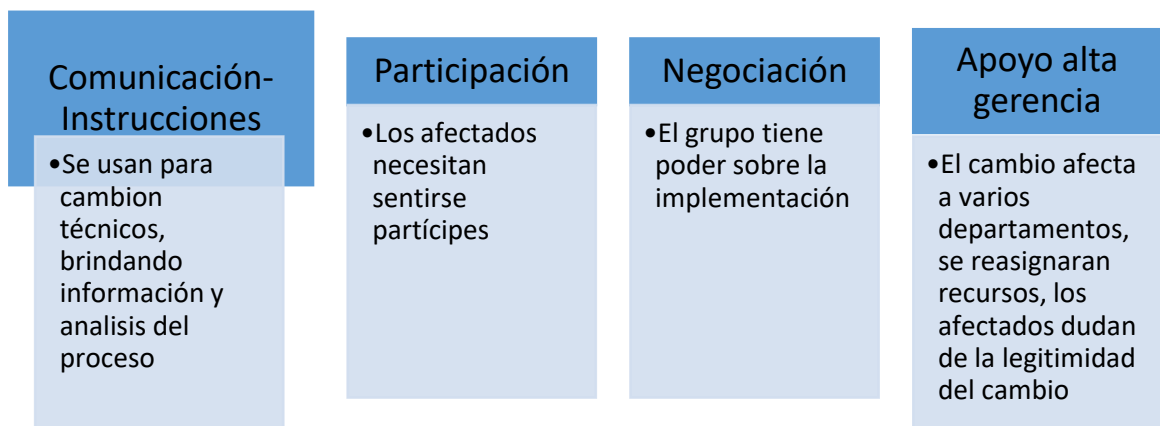 Comunicación-
Instrucciones
•Se usan para
cambion
técnicos,
brindando
información y
analisis del
proceso
Participación
•Los afectados
necesitan
sentirse
partícipes
Negociación
•El grupo tiene
poder sobre la
implementación
Apoyo alta
gerencia
•El cambio afecta
a varios
departamentos,
se reasignaran
recursos, los
afectados dudan
de la legitimidad
del cambio